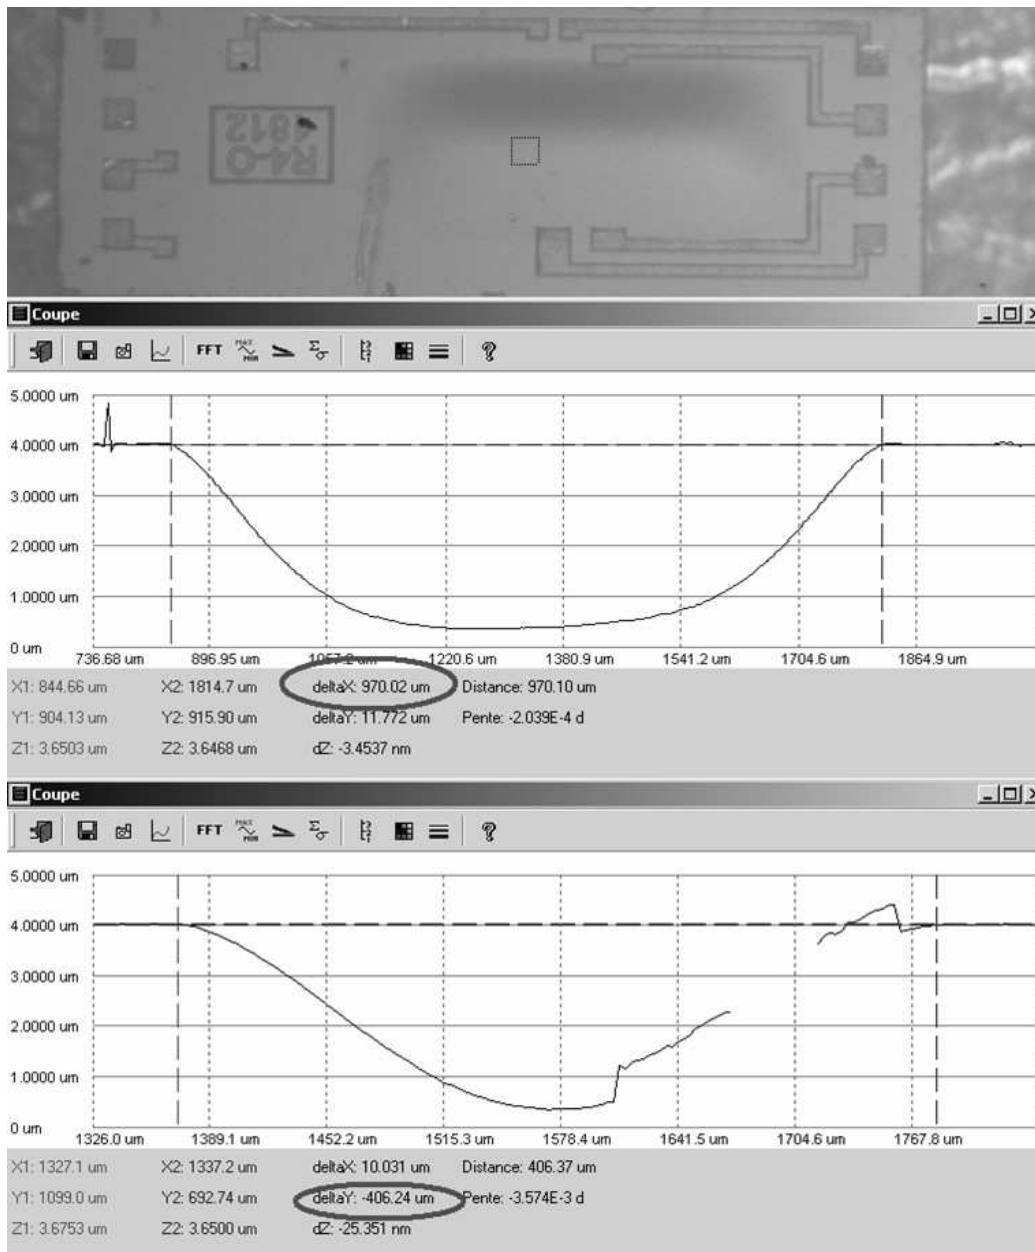 R4-O
4812
Coupe
FFT MAX MIN Σσ ?
5.0000 um
4.0000 um
3.0000 um
2.0000 um
1.0000 um
0 um
736.68 um 896.95 um 1057.2 um 1220.6 um 1380.9 um 1541.2 um 1704.6 um 1864.9 um
X1: 844.66 um X2: 1814.7 um deltaX: 970.02 um Distance: 970.10 um
Y1: 904.13 um Y2: 915.90 um deltaY: 11.772 um Pente: -2.039E-4 d
Z1: 3.6503 um Z2: 3.6468 um dZ: -3.4537 nm
Coupe
FFT MAX MIN Σσ ?
5.0000 um
4.0000 um
3.0000 um
2.0000 um
1.0000 um
0 um
1326.0 um 1389.1 um 1452.2 um 1515.3 um 1578.4 um 1641.5 um 1704.6 um 1767.8 um
X1: 1327.1 um X2: 1337.2 um deltaX: 10.031 um Distance: 406.37 um
Y1: 1099.0 um Y2: 692.74 um deltaY: -406.24 um Pente: -3.574E-3 d
Z1: 3.6753 um Z2: 3.6500 um dZ: -25.351 nm